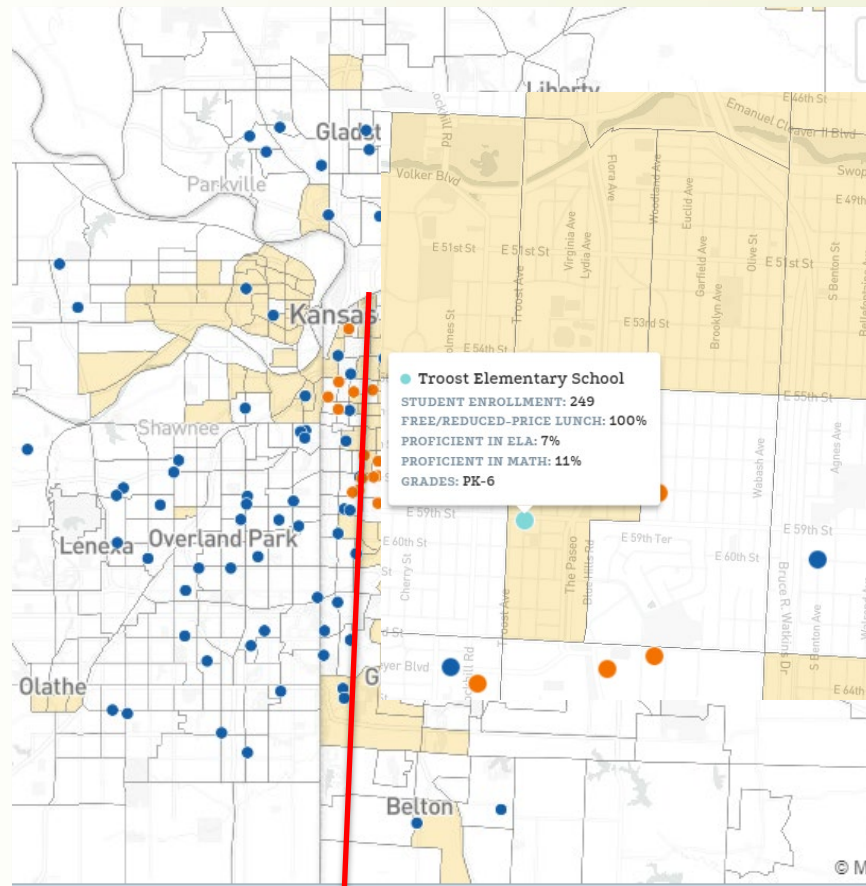 Liberty
Gladst
Parkville
Kansas
Shawnee
Lenexa
Overland Park
Olathe
Belton
© M
E 46th St
Emanuel Cleaver II Blvd
Volker Blvd
Swop
E 49th
Flora Ave
Woodland Ave
Euclid Ave
Virginia Ave
Lydia Ave
Garfield Ave
Olive St
S Benton St
E 51st St
E 51st St
E 51st St
Troost Ave
Brooklyn Ave
E 53rd St
E 54th St
E 55th St
Troost Elementary School
STUDENT ENROLLMENT: 249
FREE/REDUCED-PRICE LUNCH: 100%
PROFICIENT IN ELA: 7%
PROFICIENT IN MATH: 11%
GRADES: PK-6
Wabash Ave
Agnes Ave
E 59th St
E 59th Ter
E 59th St
E 60th St
E 60th St
Cherry St
The Paseo
Blue Hills Rd
Troost Ave
Bruce R. Watkins Dr
S Benton Ave
yer Blvd
E 64th
G